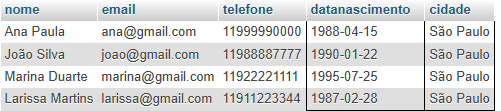 nome email telefone datanascimento cidade
Ana Paula ana@gmail.com 11999990000 1988-04-15 São Paulo
João Silva joao@gmail.com 11988887777 1990-01-22 São Paulo
Marina Duarte marina@gmail.com 11922221111 1995-07-25 São Paulo
Larissa Martins larissa@gmail.com 11911223344 1987-02-28 São Paulo